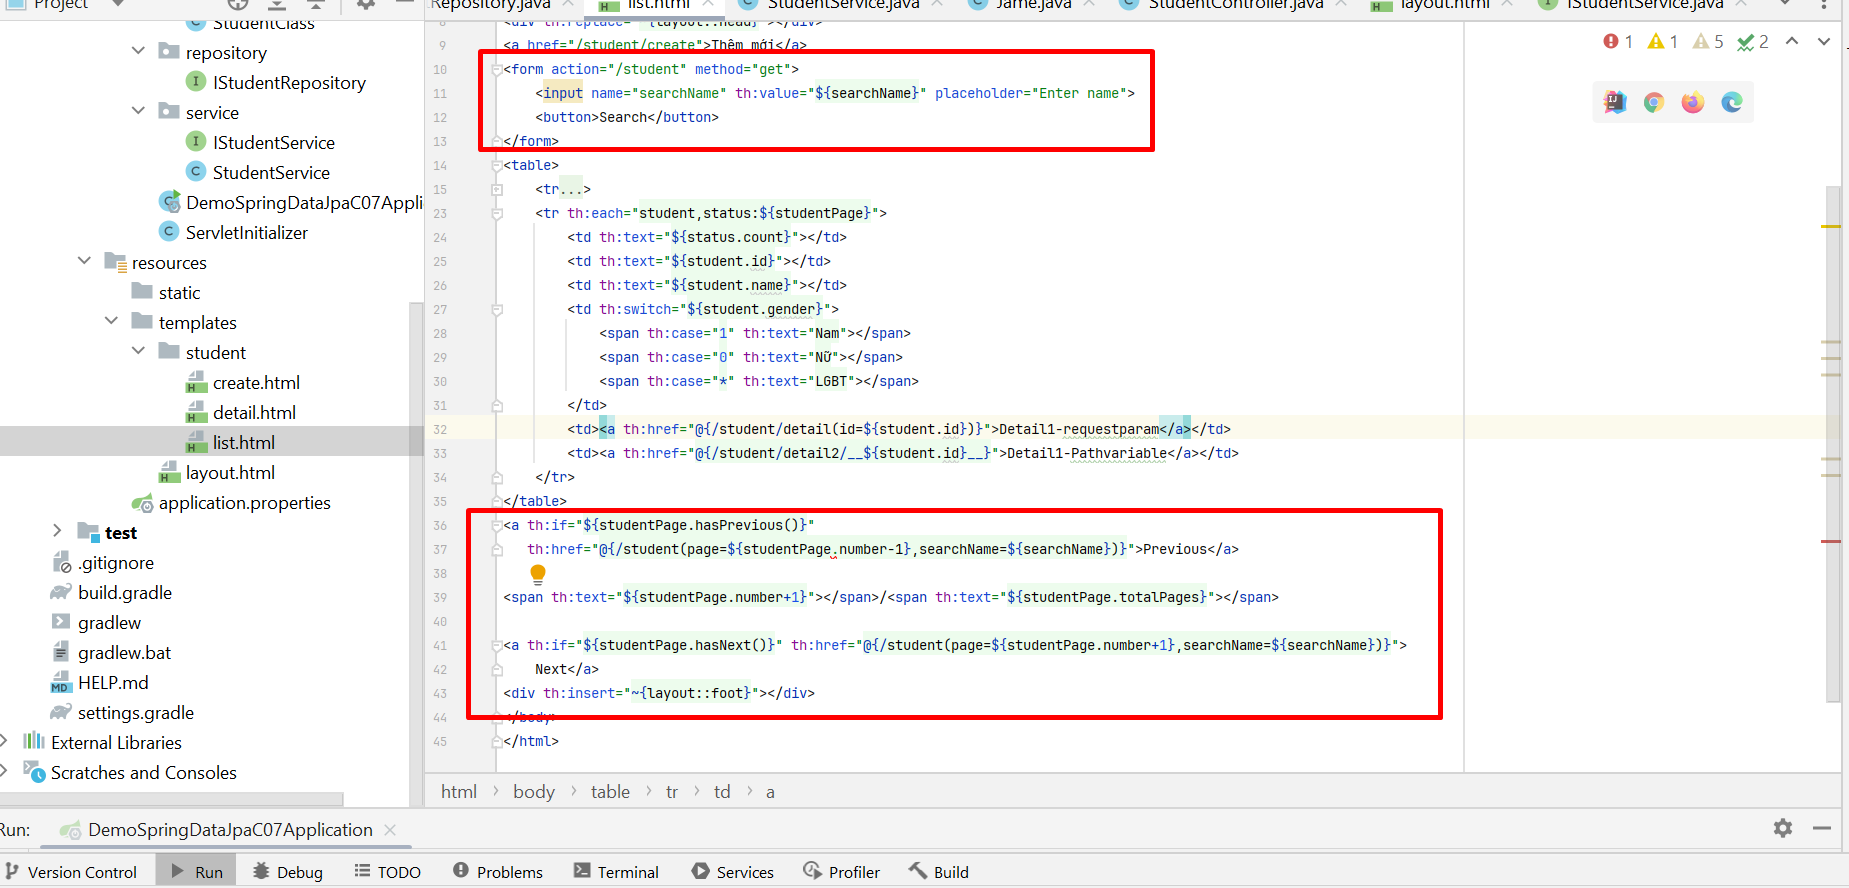 Project
Repository.java list.html StudentService.java Jame.java StudentController.java layout.html IStudentService.java
StudentClass
repository
IStudentRepository
service
IStudentService
StudentService
DemoSpringDataJpaC07Appli
ServletInitializer
resources
static
templates
student
create.html
detail.html
list.html
layout.html
application.properties
test
.gitignore
build.gradle
gradlew
gradlew.bat
HELP.md
settings.gradle
External Libraries
Scratches and Consoles
1 1 5 2
8 <div th:replace="~{layout::head}"></div>
9 <a href="/student/create">Thêm mới</a>
10 <form action="/student" method="get">
11 <input name="searchName" th:value="${searchName}" placeholder="Enter name">
12 <button>Search</button>
13 </form>
14 <table>
15 <tr...>
23 <tr th:each="student,status:${studentPage}">
24 <td th:text="${status.count}"></td>
25 <td th:text="${student.id}"></td>
26 <td th:text="${student.name}"></td>
27 <td th:switch="${student.gender}">
28 <span th:case="1" th:text="Nam"></span>
29 <span th:case="0" th:text="Nữ"></span>
30 <span th:case="*" th:text="LGBT"></span>
31 </td>
32 <td><a th:href="@{/student/detail(id=${student.id})}">Detail1-requestparam</a></td>
33 <td><a th:href="@{/student/detail2/__${student.id}__}">Detail1-Pathvariable</a></td>
34 </tr>
35 </table>
36 <a th:if="${studentPage.hasPrevious()}"
37 th:href="@{/student(page=${studentPage.number-1},searchName=${searchName})}">Previous</a>
38
39 <span th:text="${studentPage.number+1}"></span>/<span th:text="${studentPage.totalPages}"></span>
40
41 <a th:if="${studentPage.hasNext()}" th:href="@{/student(page=${studentPage.number+1},searchName=${searchName})}">
42 Next</a>
43 <div th:insert="~{layout::foot}"></div>
44 </body>
45 </html>
html › body › table › tr › td › a
Run: DemoSpringDataJpaC07Application
Version Control Run Debug TODO Problems Terminal Services Profiler Build